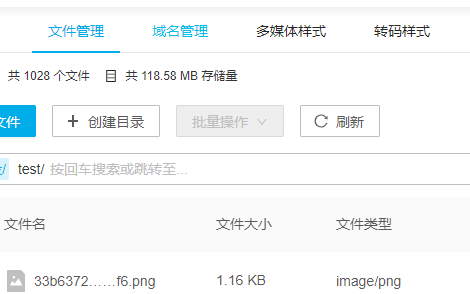 文件管理 域名管理 多媒体样式 转码样式
共 1028 个文件 共 118.58 MB 存储量
文件 创建目录 批量操作 刷新
/ test/ 按回车搜索或跳转至...
文件名 文件大小 文件类型
33b6372......f6.png 1.16 KB image/png